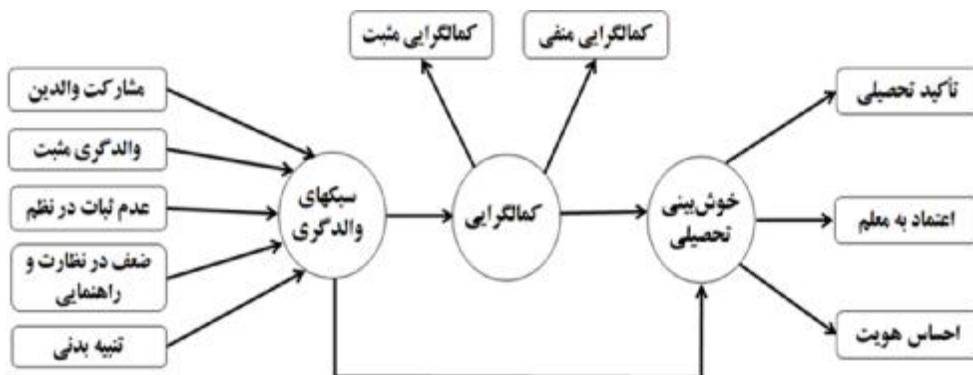 کمالگرایی مثبت
کمالگرایی منفی
مشارکت والدین
والدگری مثبت
عدم ثبات در نظم
ضعف در نظارت و
راهنمایی
تنبیه بدنی
سبکهای
والدگری
کمالگرایی
خوش‌بینی
تحصیلی
تأکید تحصیلی
اعتماد به معلم
احساس هویت